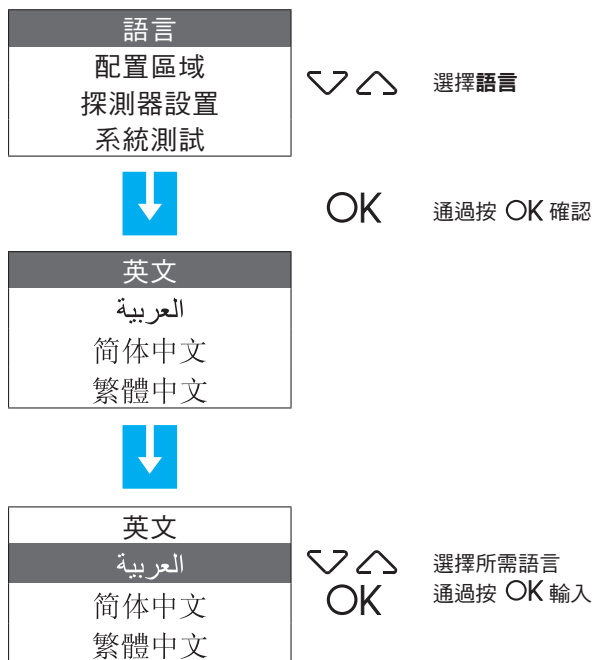 語言
配置區域
探測器設置
系統測試
選擇語言
OK
通過按 OK 確認
英文
العربية
简体中文
繁體中文
英文
العربية
简体中文
繁體中文
OK
選擇所需語言
通過按 OK 輸入